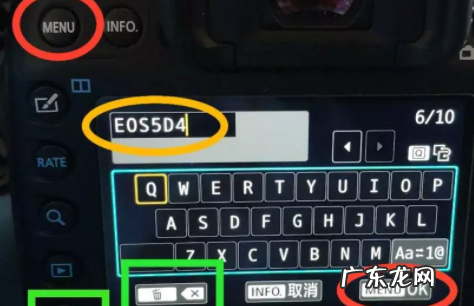 MENU INFO.
EOS5D4 6/10
RATE
Q W E R T Y U I O P
A S D F G H J K L
Z X C V B N M Aa=1@
INFO. 取消 MENU OK
广东龙网